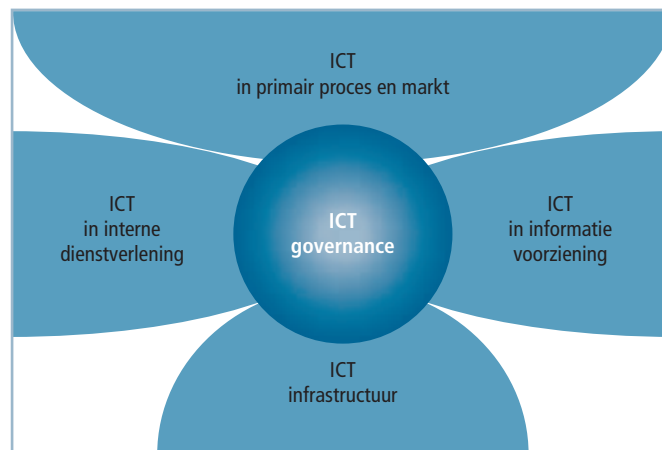 ICT
in primair proces en markt
ICT
in interne
dienstverlening
ICT
governance
ICT
in informatie
voorziening
ICT
infrastructuur